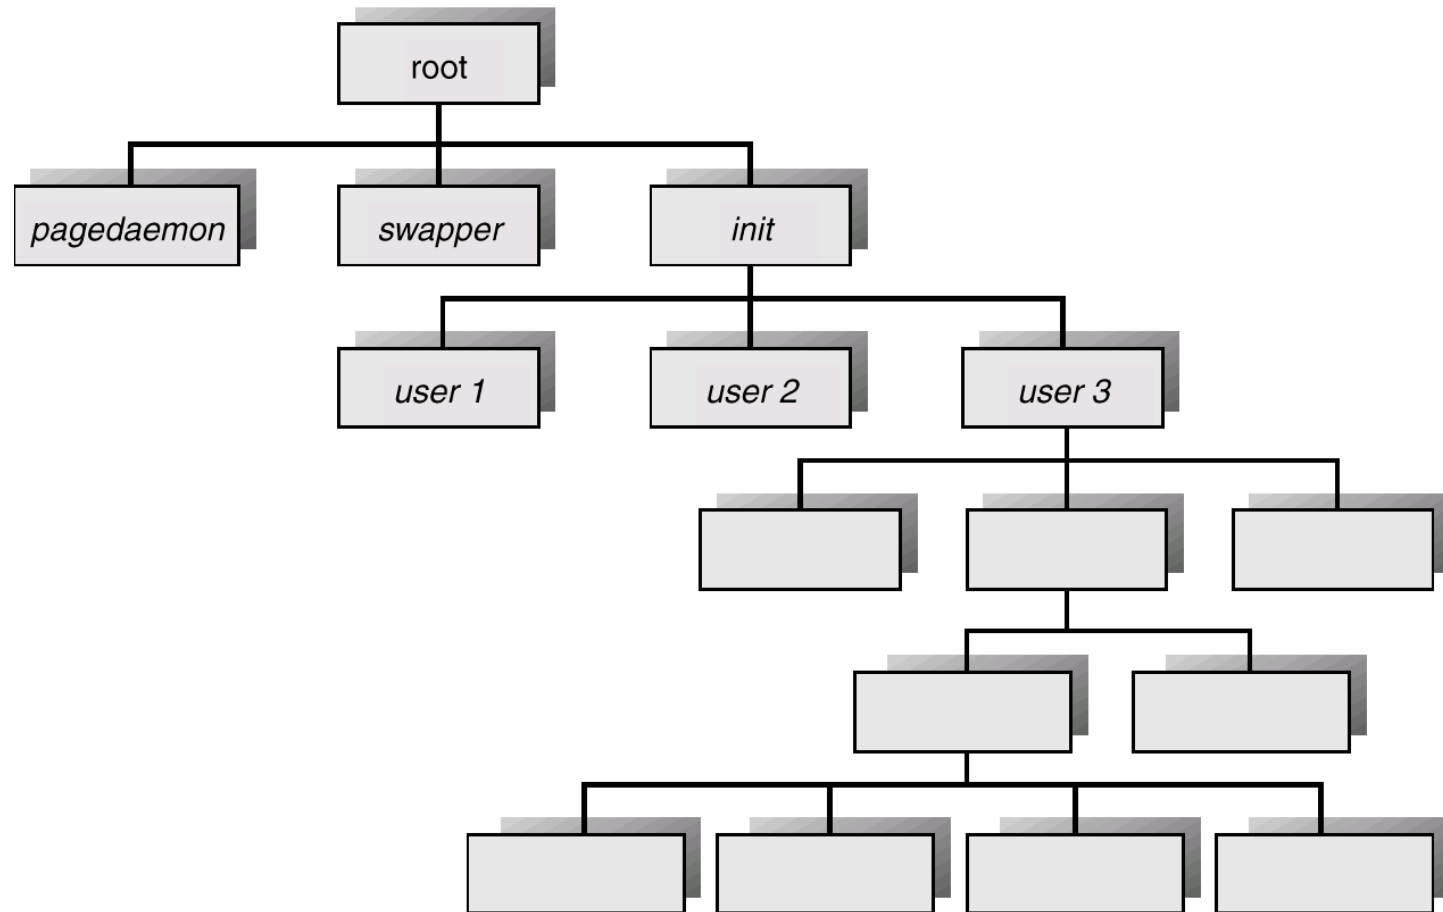 root
pagedaemon
swapper
init
user 1
user 2
user 3